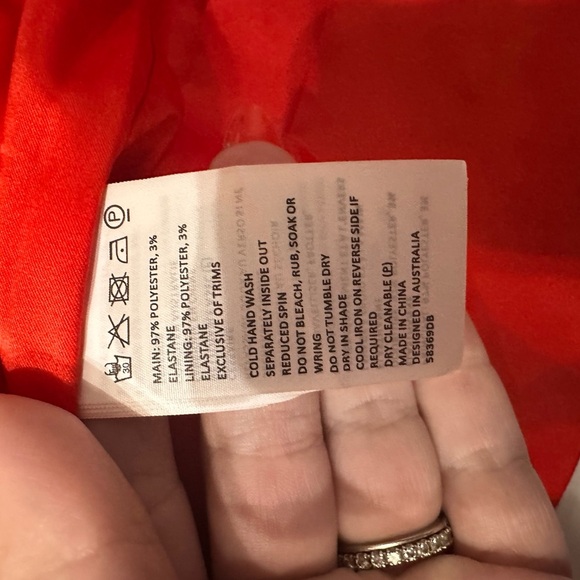 30
P
MAIN: 97% POLYESTER, 3%
ELASTANE
LINING: 97% POLYESTER, 3%
ELASTANE
EXCLUSIVE OF TRIMS
COLD HAND WASH
SEPARATELY INSIDE OUT
REDUCED SPIN
DO NOT BLEACH, RUB, SOAK OR
WRING
DO NOT TUMBLE DRY
DRY IN SHADE
COOL IRON ON REVERSE SIDE IF
REQUIRED
DRY CLEANABLE (P)
MADE IN CHINA
DESIGNED IN AUSTRALIA
58369DB